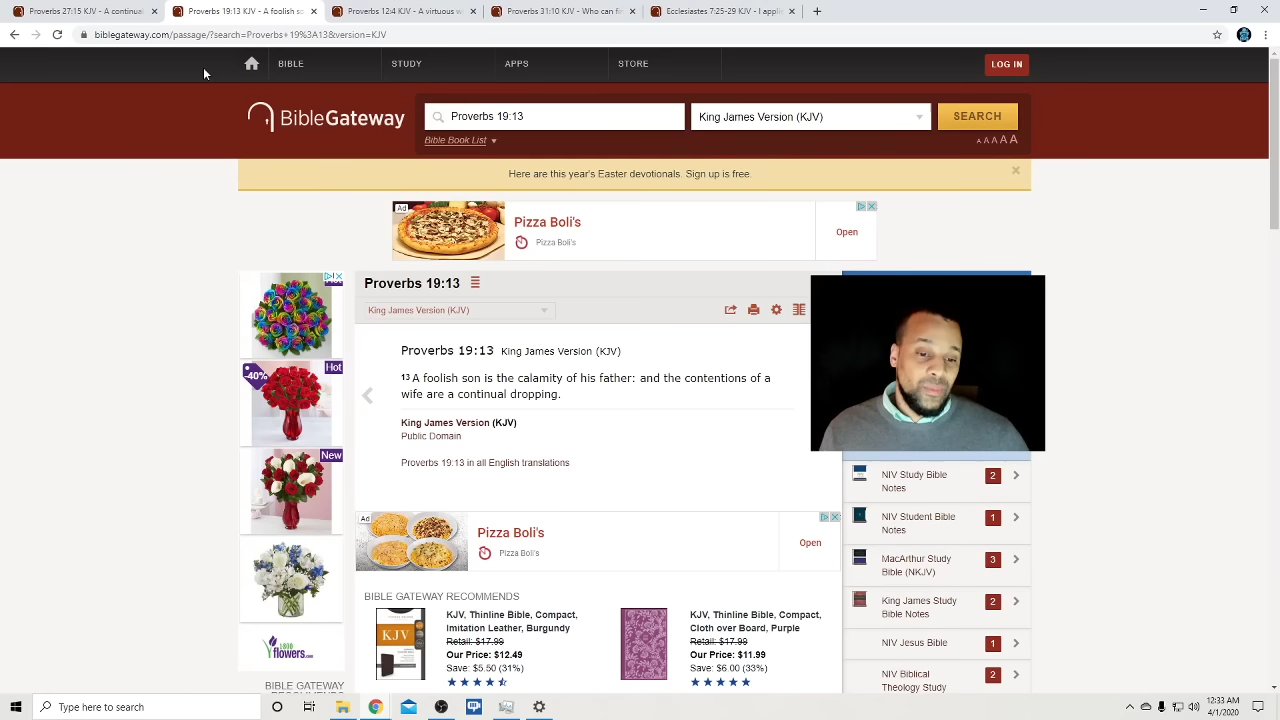 Proverbs 27:15 KJV - A continual
Proverbs 19:13 KJV - A foolish so
Proverbs 12:4 KJV - A virtuous w
Proverbs 31:10 KJV - Who can fi
Ecclesiastes 7:25-29 KJV - I appli
biblegateway.com/passage/?search=Proverbs+19%3A13&version=KJV
BIBLE
STUDY
APPS
STORE
LOG IN
BibleGateway
Proverbs 19:13
King James Version (KJV)
SEARCH
Bible Book List
A A A A A
Here are this year's Easter devotionals. Sign up is free.
Ad
Pizza Boli's
Pizza Boli's
Open
Proverbs 19:13
King James Version (KJV)
Proverbs 19:13 King James Version (KJV)
13 A foolish son is the calamity of his father: and the contentions of a
wife are a continual dropping.
King James Version (KJV)
Public Domain
Proverbs 19:13 in all English translations
Hot
-40%
New
1800
flowers.com
Ad
Pizza Boli's
Pizza Boli's
Open
BIBLE GATEWAY RECOMMENDS
KJV
KJV, Thinline Bible, Compact,
Imitation Leather, Burgundy
Retail: $17.99
Our Price: $12.49
Save: $5.50 (31%)
KJV, Thinline Bible, Compact,
Cloth over Board, Purple
Retail: $17.99
Our Price: $11.99
Save: $6.00 (33%)
NIV Study Bible
Notes
2
NIV Student Bible
Notes
1
MacArthur Study
Bible (NKJV)
3
King James Study
Bible Notes
2
NIV Jesus Bible
1
NIV Biblical
Theology Study
2
BIBLE GATEWAY
Type here to search
12:33 AM
4/1/2020